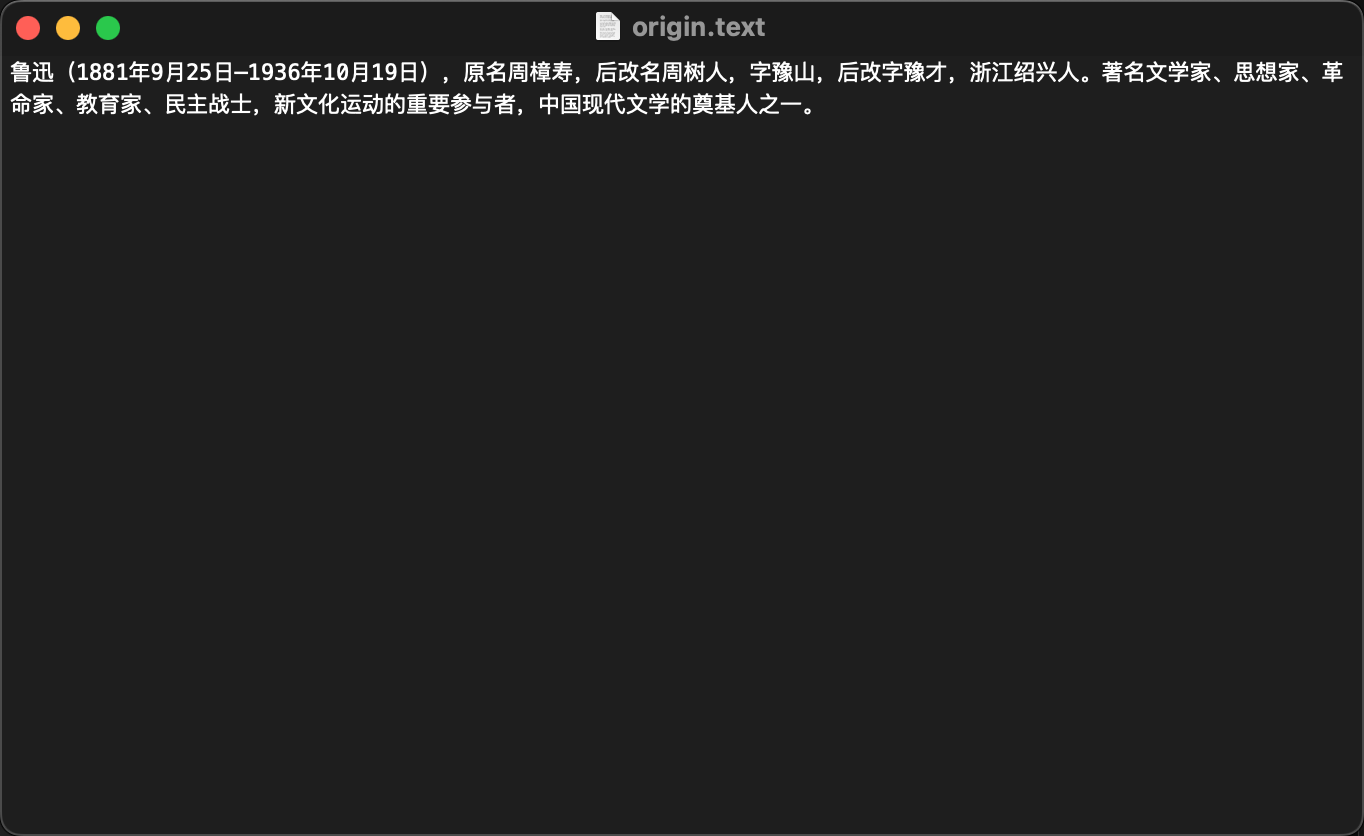 origin.text
鲁迅（1881年9月25日—1936年10月19日），原名周樟寿，后改名周树人，字豫山，后改字豫才，浙江绍兴人。著名文学家、思想家、革
命家、教育家、民主战士，新文化运动的重要参与者，中国现代文学的奠基人之一。